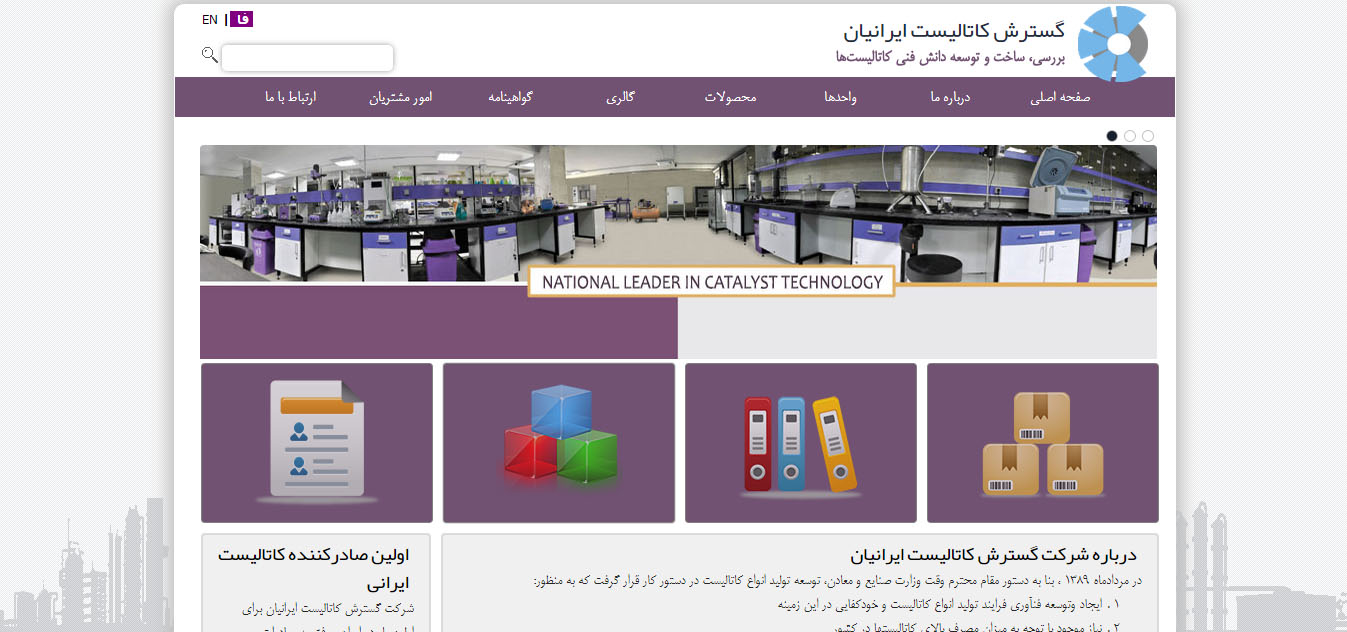 EN | فا
گسترش کاتالیست ایرانیان
بررسی، ساخت و توسعه دانش فنی کاتالیست‌ها
صفحه اصلی
درباره ما
واحدها
محصولات
گالری
گواهینامه
امور مشتریان
ارتباط با ما
NATIONAL LEADER IN CATALYST TECHNOLOGY
درباره شرکت گسترش کاتالیست ایرانیان
در مردادماه ۱۳۸۹ ، بنا به دستور مقام محترم وقت وزارت صنایع و معادن، توسعه تولید انواع کاتالیست در دستور کار قرار گرفت که به منظور:
۱ . ایجاد وتوسعه فنآوری فرایند تولید انواع کاتالیست و خودکفایی در این زمینه
۲ . نیاز موجود با توجه به میزان مصرف بالای کاتالیست‌ها در کشور
اولین صادرکننده کاتالیست
ایرانی
شرکت گسترش کاتالیست ایرانیان برای